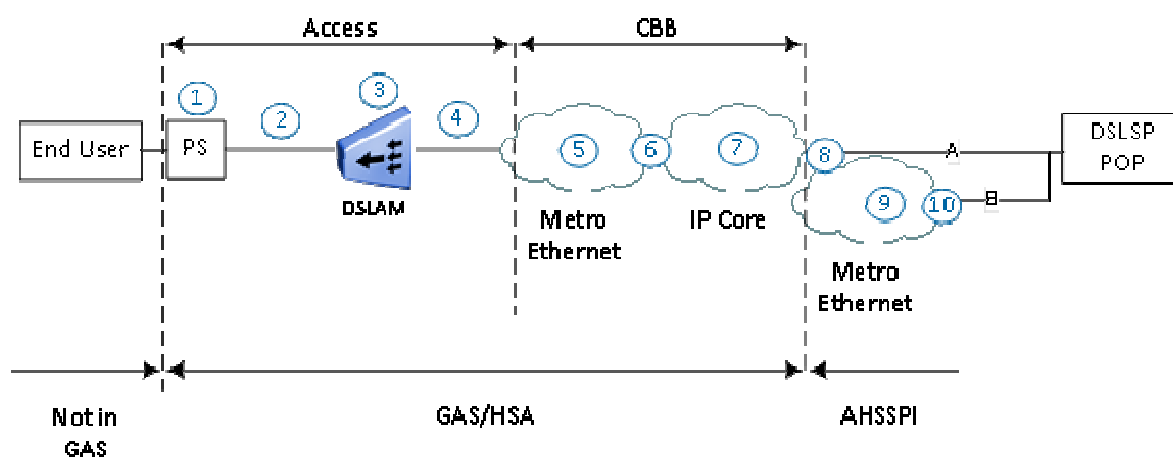 Access
CBB
1
2
3
4
5
6
7
8
9
10
End User
PS
DSLAM
Metro
Ethernet
IP Core
A
B
DSLSP
POP
Metro
Ethernet
Not in
GAS
GAS/HSA
AHSSPI